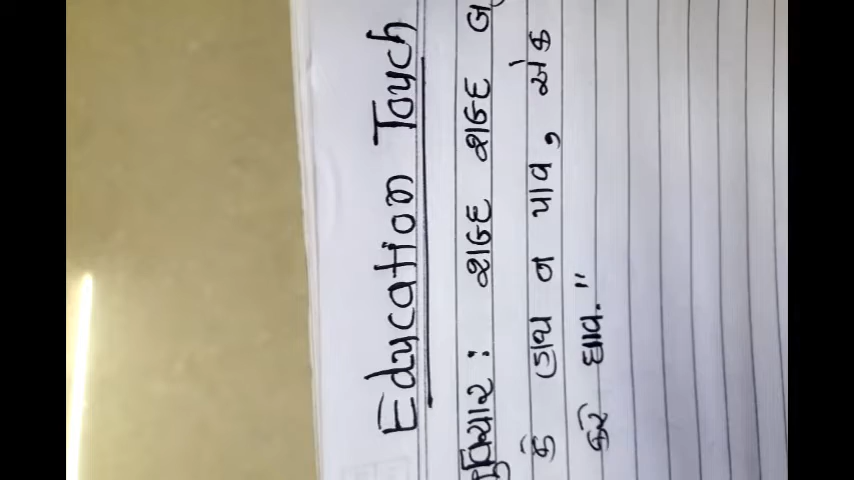 Education Touch
સુવિચાર : શબ્દ શબ્દ
કે હાથ ન પાવ, એક
કરે ઘાવ."